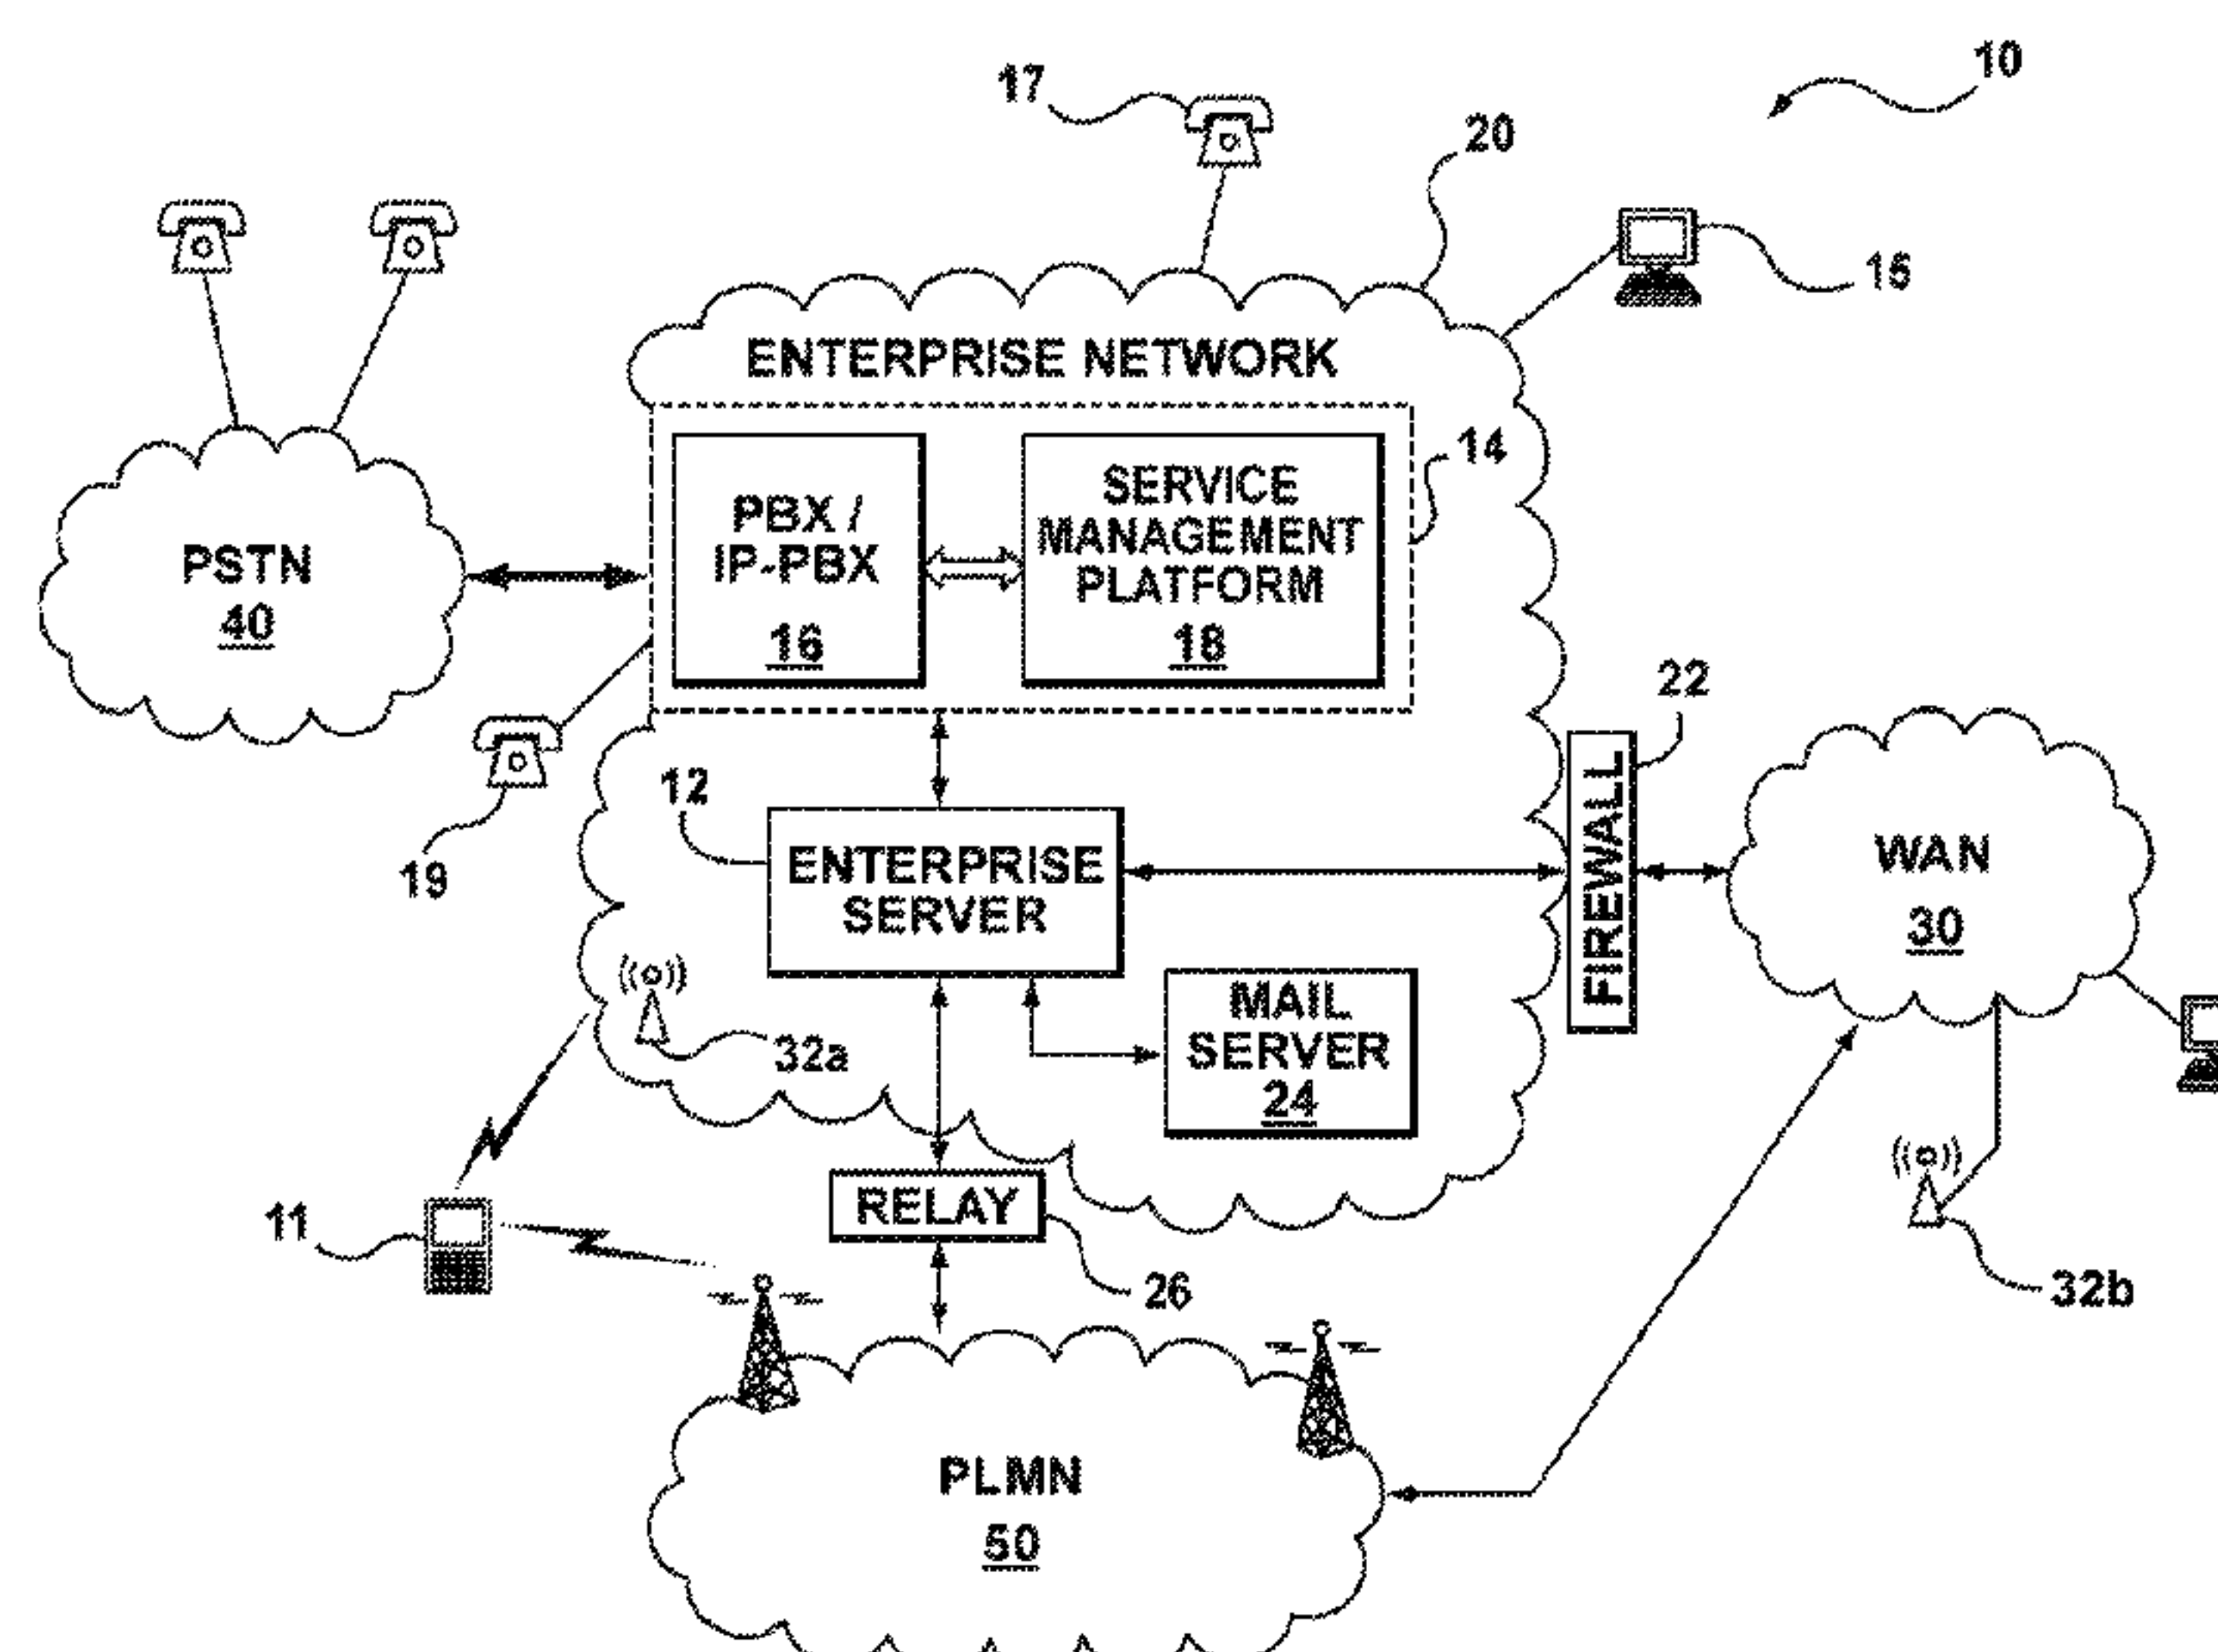 10
17
20
15
ENTERPRISE NETWORK
14
PBX /
IP-PBX
16
SERVICE
MANAGEMENT
PLATFORM
18
PSTN
40
22
12
19
ENTERPRISE
SERVER
FIREWALL
WAN
30
32a
MAIL
SERVER
24
11
RELAY
26
32b
PLMN
50